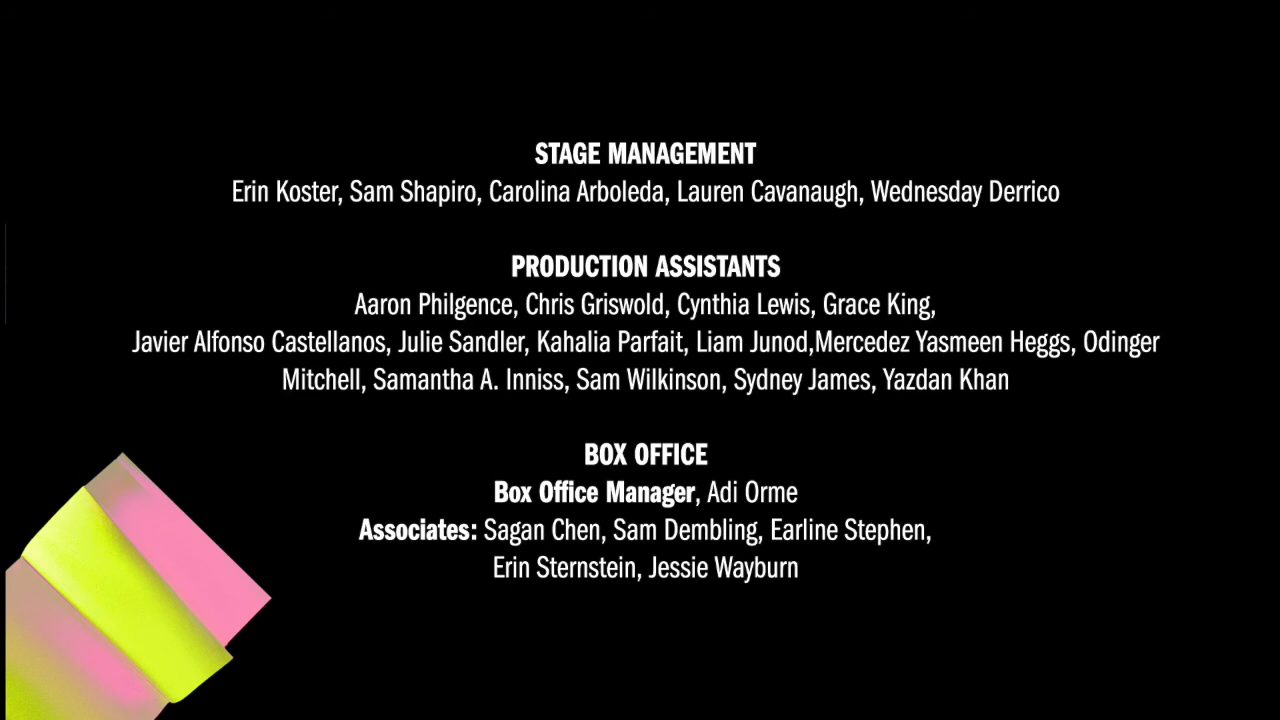 STAGE MANAGEMENT
Erin Koster, Sam Shapiro, Carolina Arboleda, Lauren Cavanaugh, Wednesday Derrico
PRODUCTION ASSISTANTS
Aaron Philgence, Chris Griswold, Cynthia Lewis, Grace King,
Javier Alfonso Castellanos, Julie Sandler, Kahalia Parfait, Liam Junod,Mercedez Yasmeen Heggs, Odinger
Mitchell, Samantha A. Inniss, Sam Wilkinson, Sydney James, Yazdan Khan
BOX OFFICE
Box Office Manager, Adi Orme
Associates: Sagan Chen, Sam Dembling, Earline Stephen,
Erin Sternstein, Jessie Wayburn